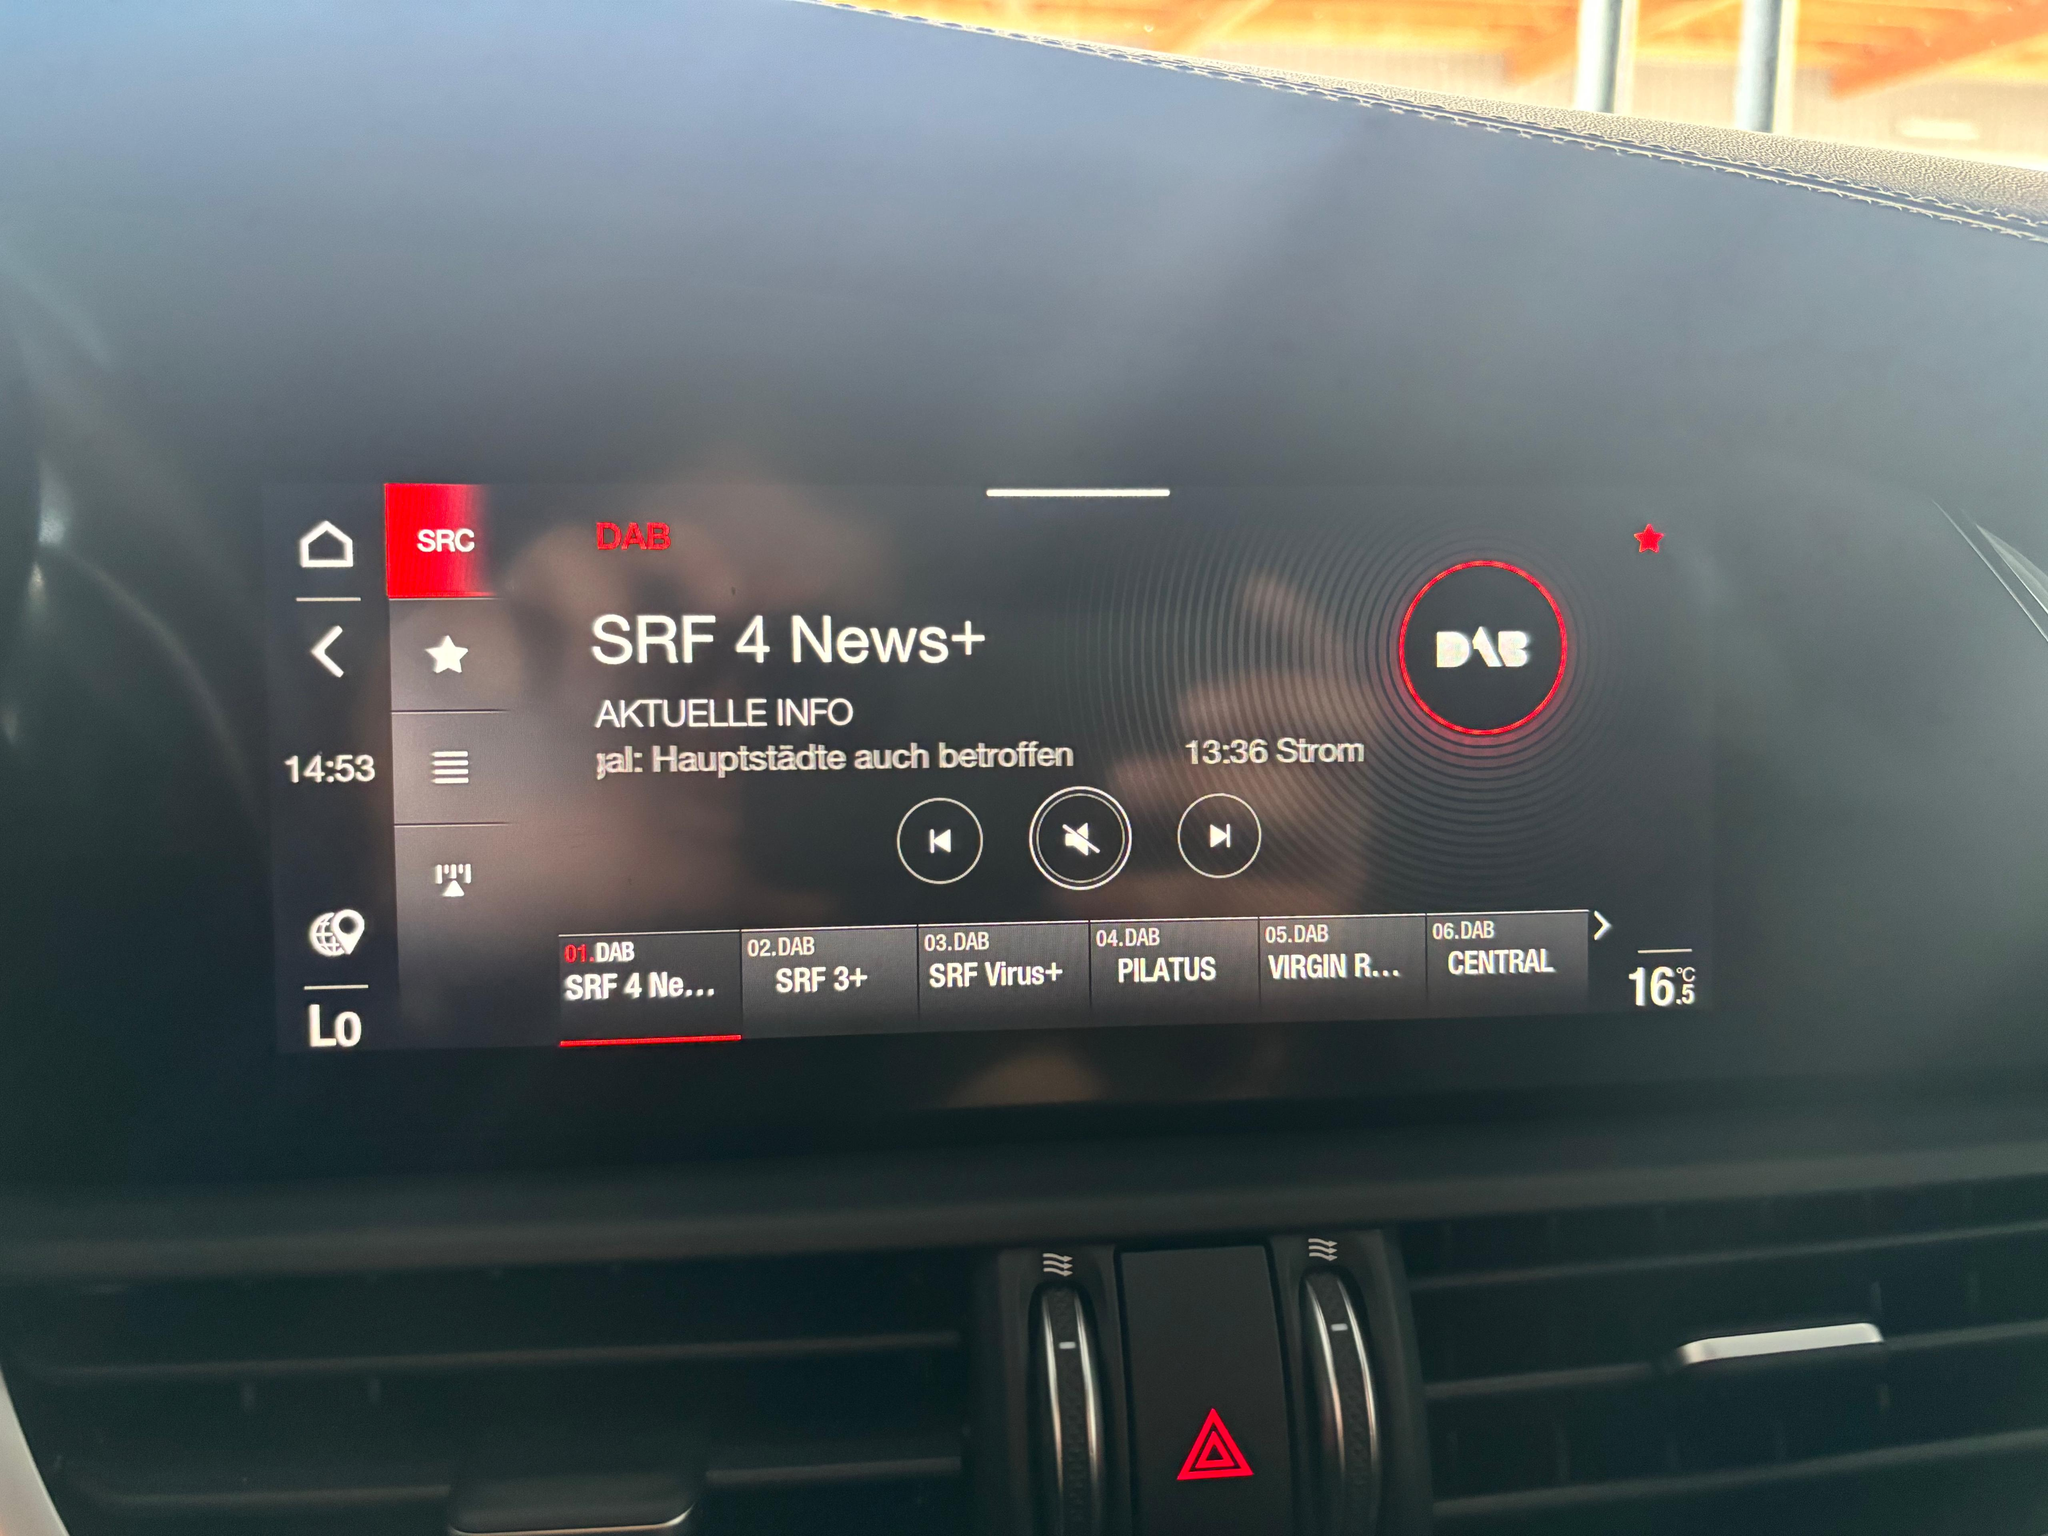 SRC
DAB
SRF 4 News+
DAB
AKTUELLE INFO
gal: Hauptstädte auch betroffen 13:36 Strom
14:53
01.DAB
SRF 4 Ne...
02.DAB
SRF 3+
03.DAB
SRF Virus+
04.DAB
PILATUS
05.DAB
VIRGIN R...
06.DAB
CENTRAL
Lo
16.5 °C